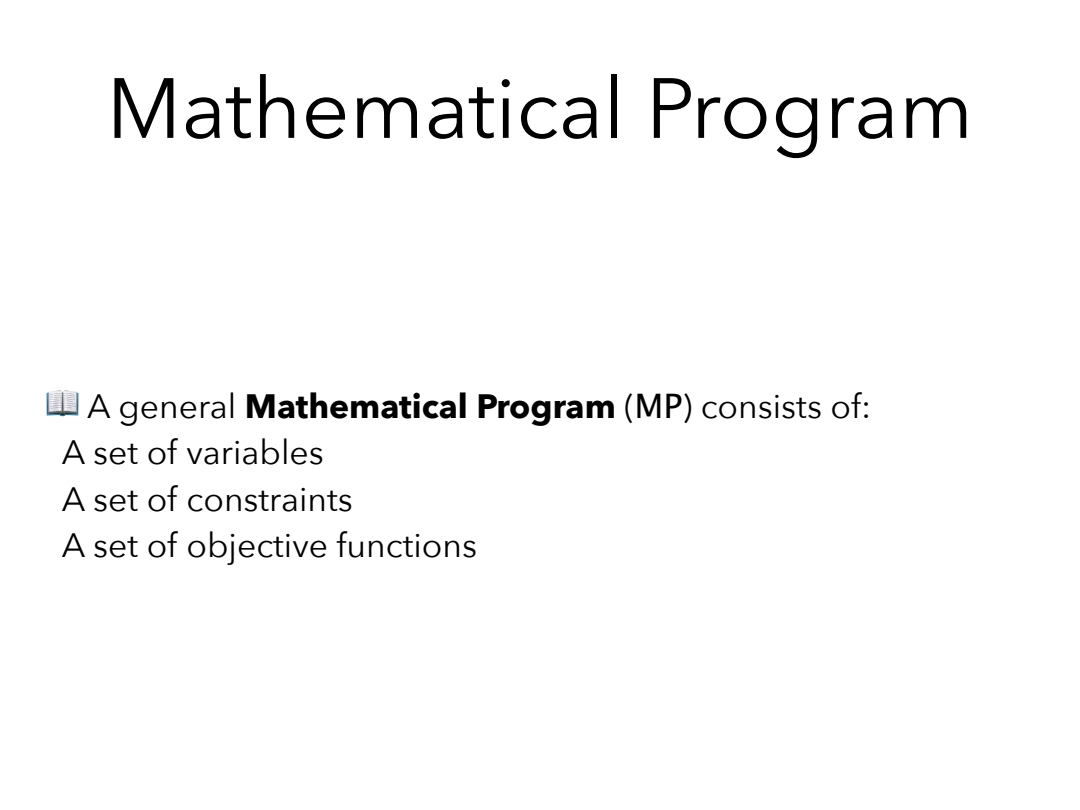 Mathematical Program
📖 A general Mathematical Program (MP) consists of:
A set of variables
A set of constraints
A set of objective functions